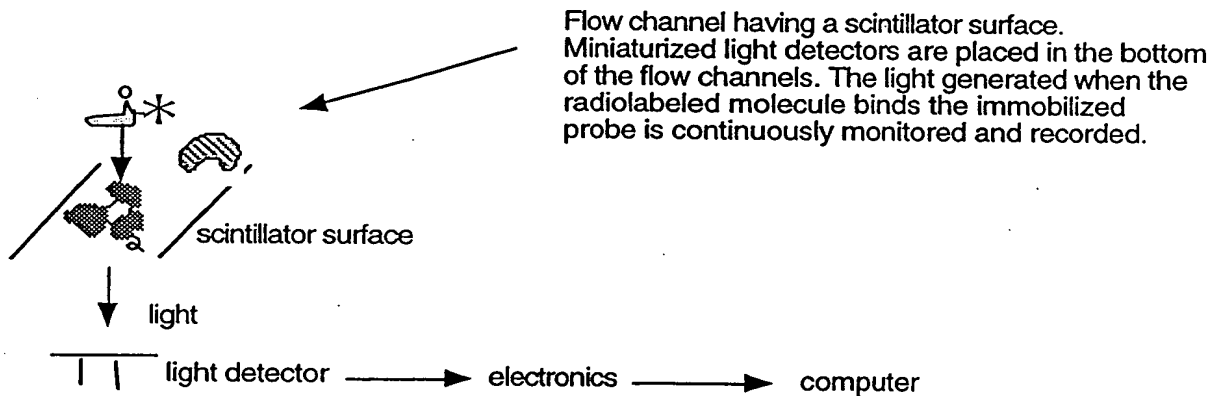 Flow channel having a scintillator surface.
Miniaturized light detectors are placed in the bottom
of the flow channels. The light generated when the
radiolabeled molecule binds the immobilized
probe is continuously monitored and recorded.
scintillator surface
light
light detector electronics computer